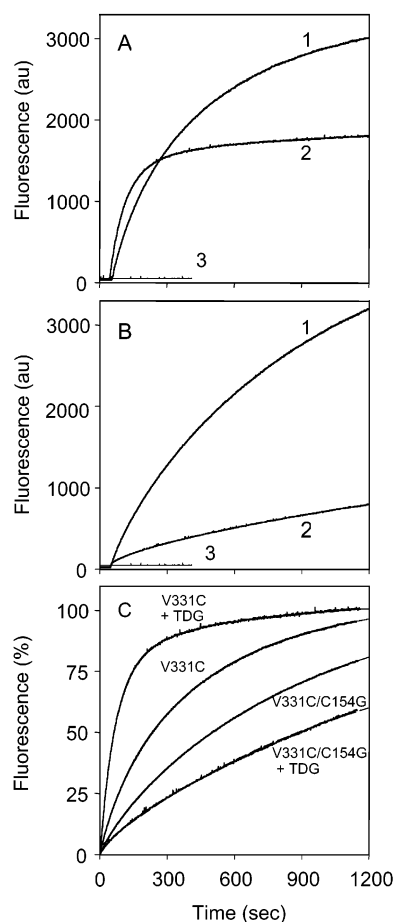 A
Fluorescence (au)
3000
2000
1000
0
1
2
3
B
Fluorescence (au)
3000
2000
1000
0
1
2
3
C
Fluorescence (%)
100
75
50
25
0
V331C
+ TDG
V331C
V331C/C154G
V331C/C154G
+ TDG
0 300 600 900 1200
Time (sec)